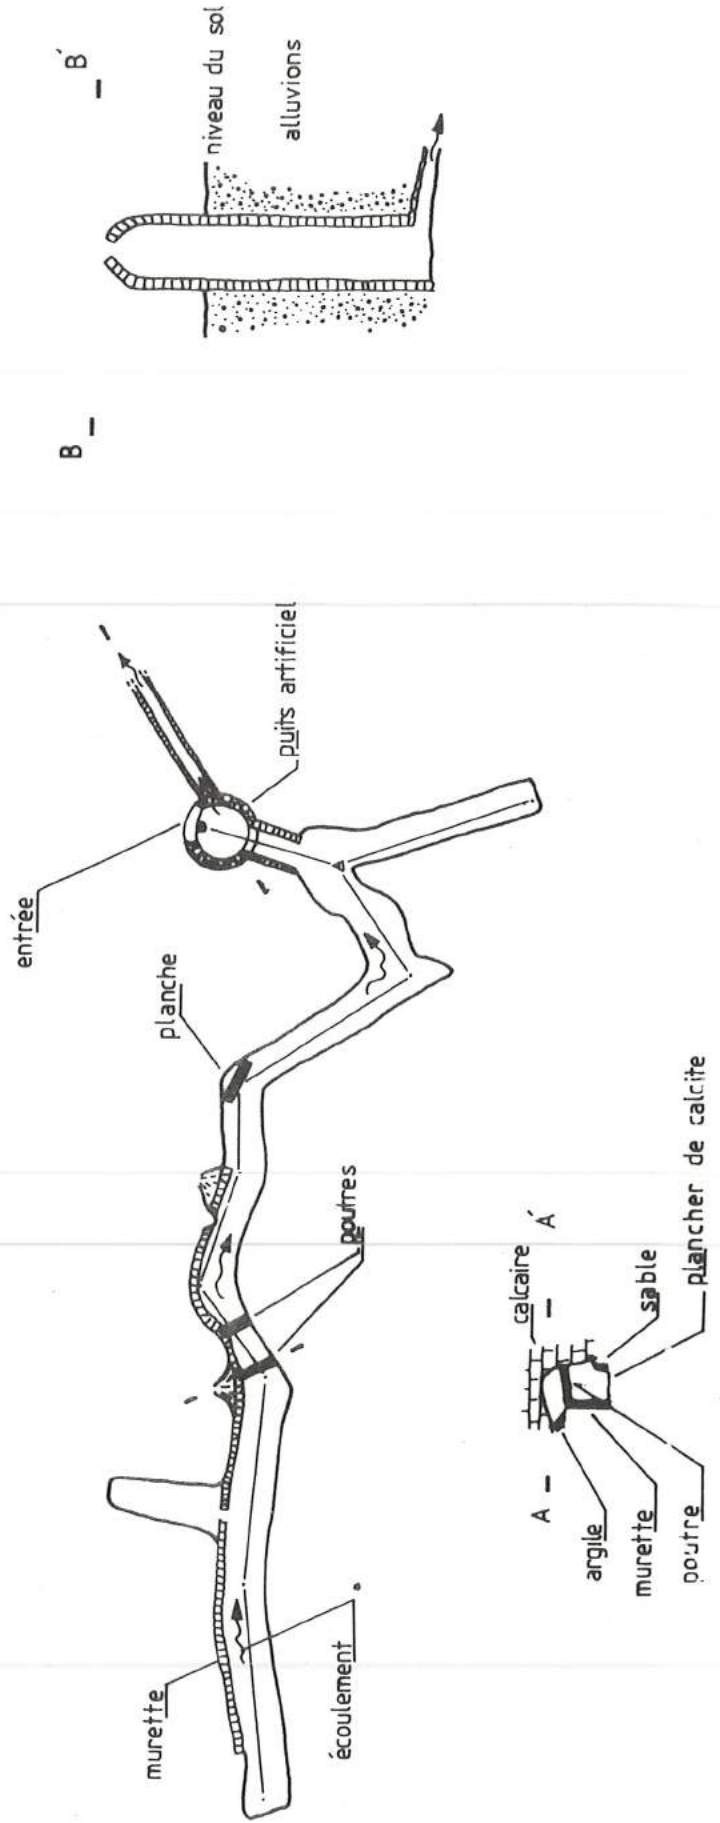 entrée
planche
puits artificiel
poutres
murette
écoulement
B
B'
niveau du sol
alluvions
A
A'
calcaire
argile
murette
poutre
sable
plancher de calcite